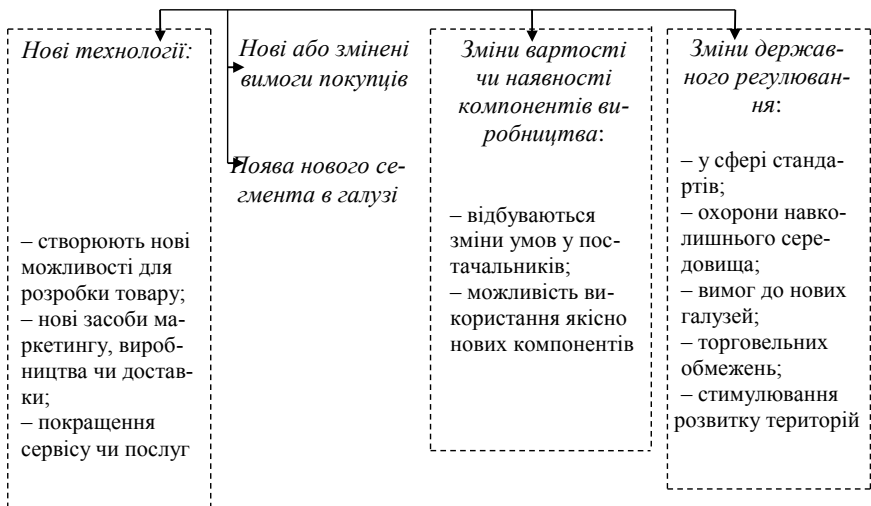 Нові технології:
– створюють нові
можливості для
розробки товару;
– нові засоби ма-
ркетингу, вироб-
ництва чи достав-
ки;
– покращення
сервісу чи послуг
Нові або змінені
вимоги покупців
Поява нового се-
гмента в галузі
Зміни вартості
чи наявності
компонентів ви-
робництва:
– відбуваються
зміни умов у пос-
тачальників;
– можливість ви-
користання якісно
нових компонентів
Зміни держав-
ного регулюван-
ня:
– у сфері станда-
ртів;
– охорони навко-
лишнього сере-
довища;
– вимог до нових
галузей;
– торговельних
обмежень;
– стимулювання
розвитку територій